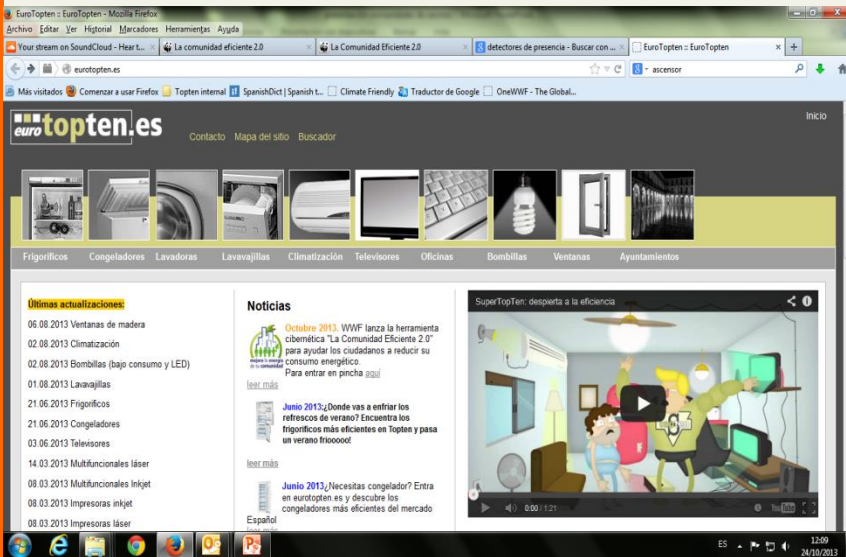 EuroTopten :: EuroTopten - Mozilla Firefox
Archivo Editar Ver Historial Marcadores Herramientas Ayuda
Your stream on SoundCloud - Hear t... La comunidad eficiente 2.0 La Comunidad Eficiente 2.0 detectores de presencia - Buscar con ... EuroTopten :: EuroTopten
eurotopten.es ascensor
Más visitados Comenzar a usar Firefox Topten internal SpanishDict | Spanish t... Climate Friendly Traductor de Google OneWWF - The Global...
Inicio
euro topten.es
Contacto Mapa del sitio Buscador
Frigoríficos Congeladores Lavadoras Lavavajillas Climatización Televisores Oficinas Bombillas Ventanas Ayuntamientos
Últimas actualizaciones:
06.08.2013 Ventanas de madera
02.08.2013 Climatización
02.08.2013 Bombillas (bajo consumo y LED)
01.08.2013 Lavavajillas
21.06.2013 Frigoríficos
21.06.2013 Congeladores
03.06.2013 Televisores
14.03.2013 Multifuncionales láser
08.03.2013 Multifuncionales Inkjet
08.03.2013 Impresoras inkjet
08.03.2013 Impresoras láser
Noticias
Octubre 2013. WWF lanza la herramienta
cibernética "La Comunidad Eficiente 2.0"
para ayudar los ciudadanos a reducir su
consumo energético.
Para entrar en pincha aquí
leer más
Junio 2013:¿Donde vas a enfriar los
refrescos de verano? Encuentra los
frigoríficos más eficientes en Topten y pasa
un verano friooooo!
leer más
Junio 2013¿Necesitas congelador? Entra
en eurotopten.es y descubre los
congeladores más eficientes del mercado
Español
leer más
SuperTopTen: despierta a la eficiencia
0:00 / 1:21
YouTube
ES
12:09
24/10/2013